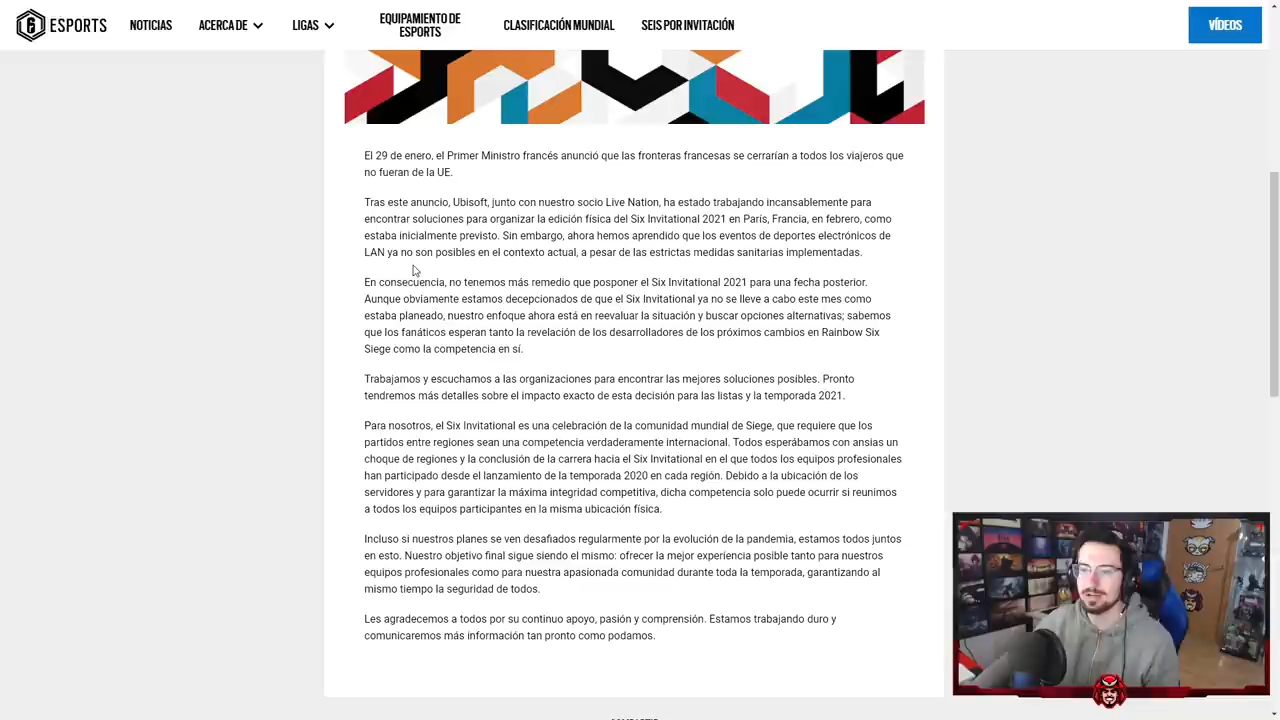 ESPORTS
NOTICIAS
ACERCA DE
LIGAS
EQUIPAMIENTO DE
ESPORTS
CLASIFICACIÓN MUNDIAL
SEIS POR INVITACIÓN
VÍDEOS
El 29 de enero, el Primer Ministro francés anunció que las fronteras francesas se cerrarían a todos los viajeros que
no fueran de la UE.
Tras este anuncio, Ubisoft, junto con nuestro socio Live Nation, ha estado trabajando incansablemente para
encontrar soluciones para organizar la edición física del Six Invitational 2021 en París, Francia, en febrero, como
estaba inicialmente previsto. Sin embargo, ahora hemos aprendido que los eventos de deportes electrónicos de
LAN ya no son posibles en el contexto actual, a pesar de las estrictas medidas sanitarias implementadas.
En consecuencia, no tenemos más remedio que posponer el Six Invitational 2021 para una fecha posterior.
Aunque obviamente estamos decepcionados de que el Six Invitational ya no se lleve a cabo este mes como
estaba planeado, nuestro enfoque ahora está en reevaluar la situación y buscar opciones alternativas; sabemos
que los fanáticos esperan tanto la revelación de los desarrolladores de los próximos cambios en Rainbow Six
Siege como la competencia en sí.
Trabajamos y escuchamos a las organizaciones para encontrar las mejores soluciones posibles. Pronto
tendremos más detalles sobre el impacto exacto de esta decisión para las listas y la temporada 2021.
Para nosotros, el Six Invitational es una celebración de la comunidad mundial de Siege, que requiere que los
partidos entre regiones sean una competencia verdaderamente internacional. Todos esperábamos con ansias un
choque de regiones y la conclusión de la carrera hacia el Six Invitational en el que todos los equipos profesionales
han participado desde el lanzamiento de la temporada 2020 en cada región. Debido a la ubicación de los
servidores y para garantizar la máxima integridad competitiva, dicha competencia solo puede ocurrir si reunimos
a todos los equipos participantes en la misma ubicación física.
Incluso si nuestros planes se ven desafiados regularmente por la evolución de la pandemia, estamos todos juntos
en esto. Nuestro objetivo final sigue siendo el mismo: ofrecer la mejor experiencia posible tanto para nuestros
equipos profesionales como para nuestra apasionada comunidad durante toda la temporada, garantizando al
mismo tiempo la seguridad de todos.
Les agradecemos a todos por su continuo apoyo, pasión y comprensión. Estamos trabajando duro y
comunicaremos más información tan pronto como podamos.